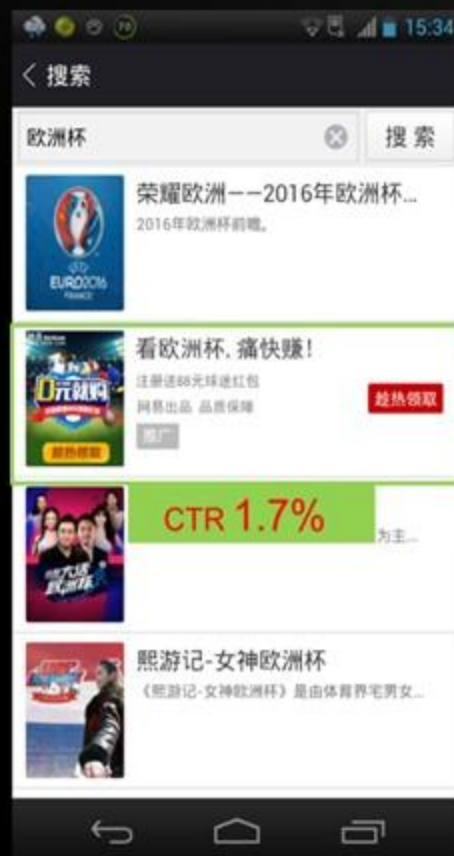 15:34
搜索
欧洲杯
搜索
荣耀欧洲——2016年欧洲杯...
2016年欧洲杯前瞻。
EURO2016
FRANCE
看欧洲杯,痛快赚!
注册送88元球迷红包
网易出品 品质保障
推广
趁热领取
0元就购
趁热领取
CTR 1.7%
为主...
大话
欧洲杯
熙游记-女神欧洲杯
《熙游记-女神欧洲杯》是由体育界宅男女...